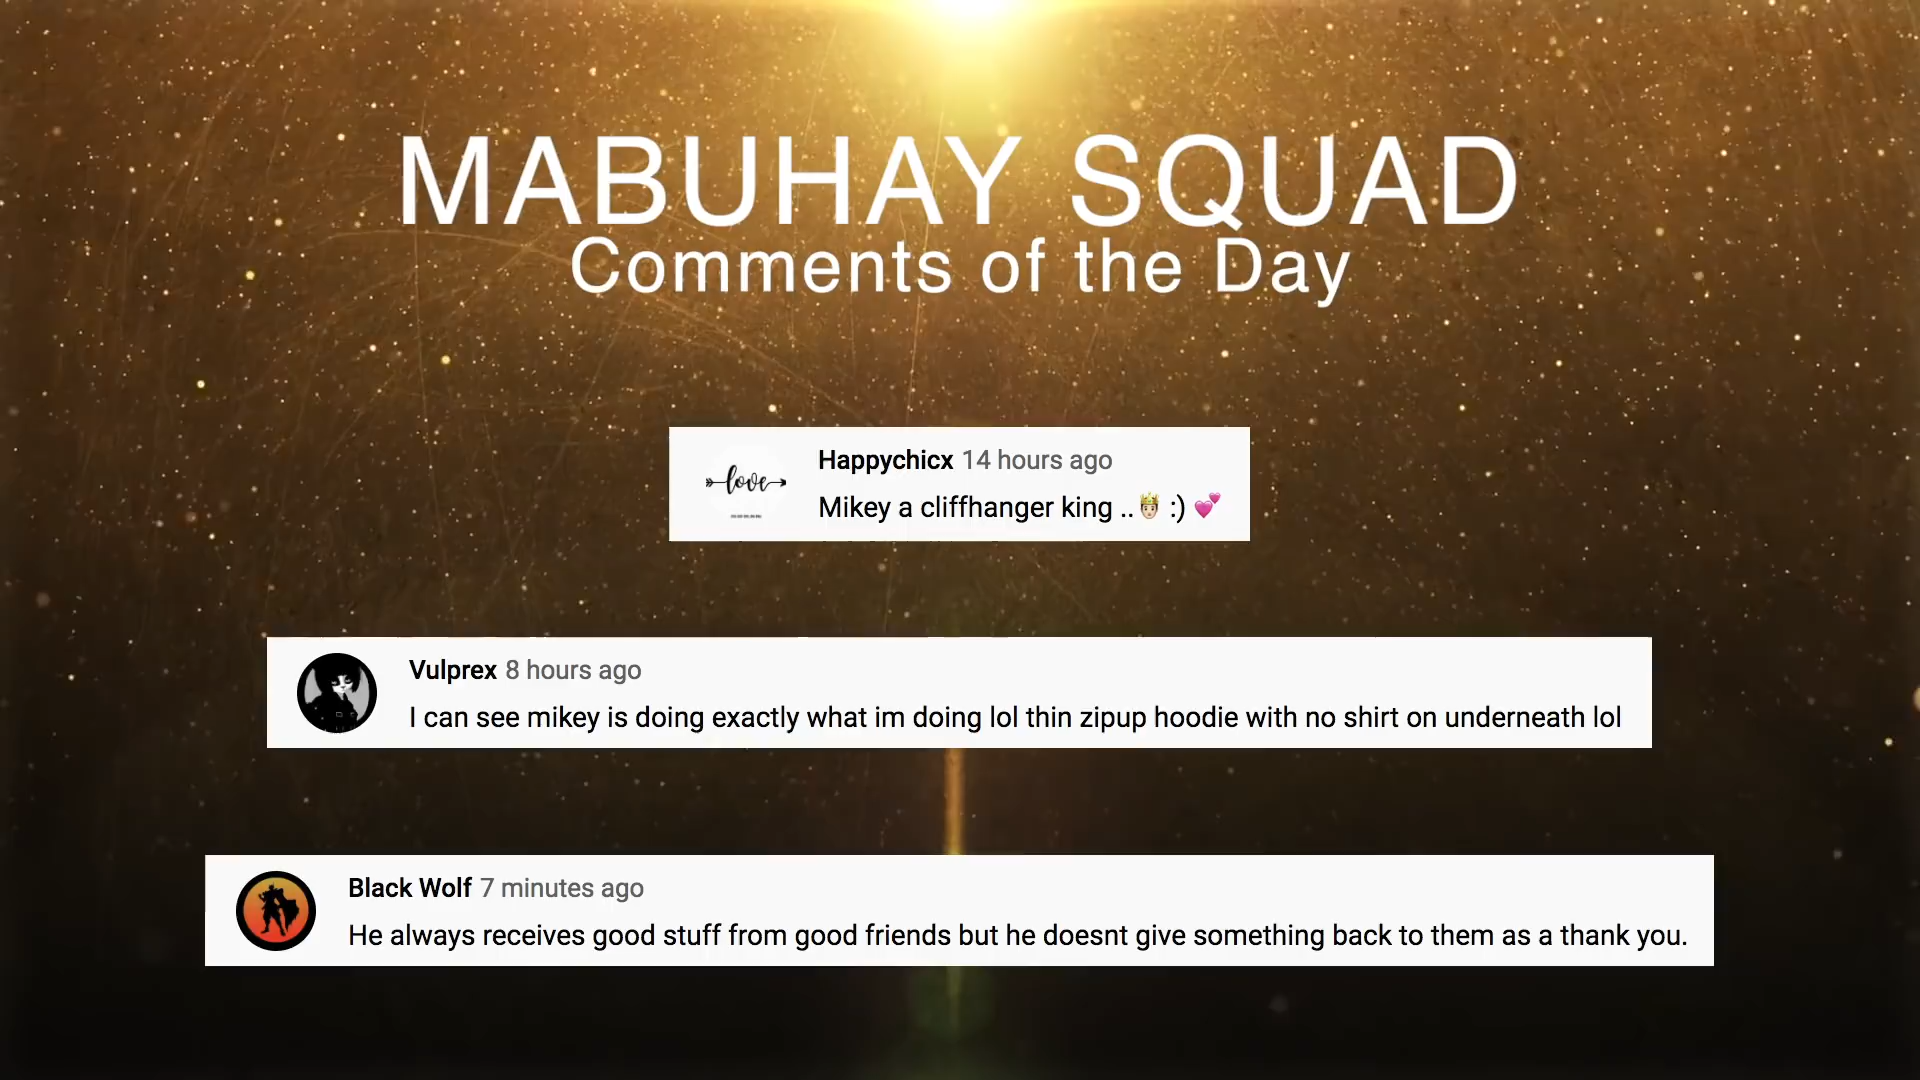 MABUHAY SQUAD
Comments of the Day
love
Happychicx 14 hours ago
Mikey a cliffhanger king ..🤴🏻 :) 💕
Vulprex 8 hours ago
I can see mikey is doing exactly what im doing lol thin zipup hoodie with no shirt on underneath lol
Black Wolf 7 minutes ago
He always receives good stuff from good friends but he doesnt give something back to them as a thank you.